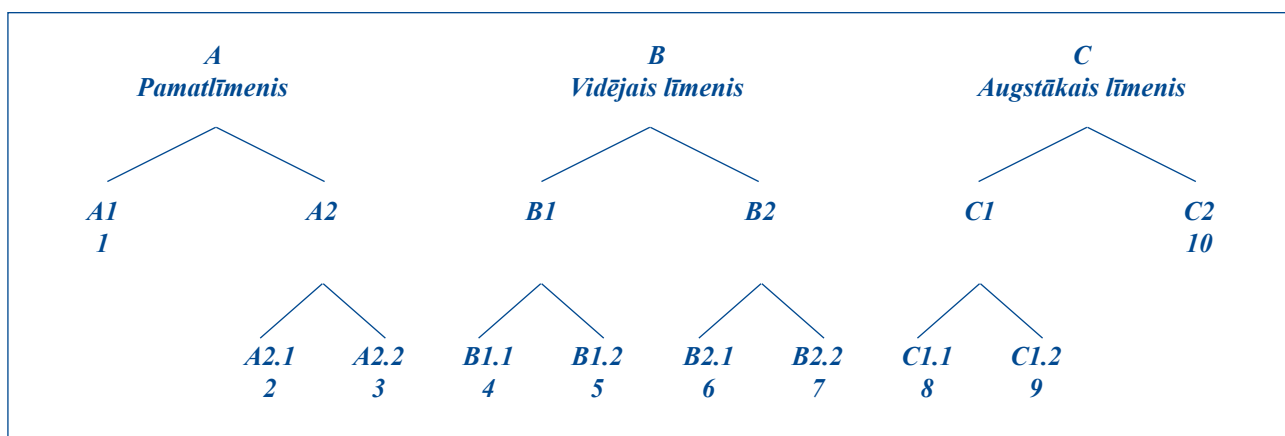 A B C
Pamatlīmenis Vidējais līmenis Augstākais līmenis
A1 A2 B1 B2 C1 C2
1 10
A2.1 A2.2 B1.1 B1.2 B2.1 B2.2 C1.1 C1.2
2 3 4 5 6 7 8 9